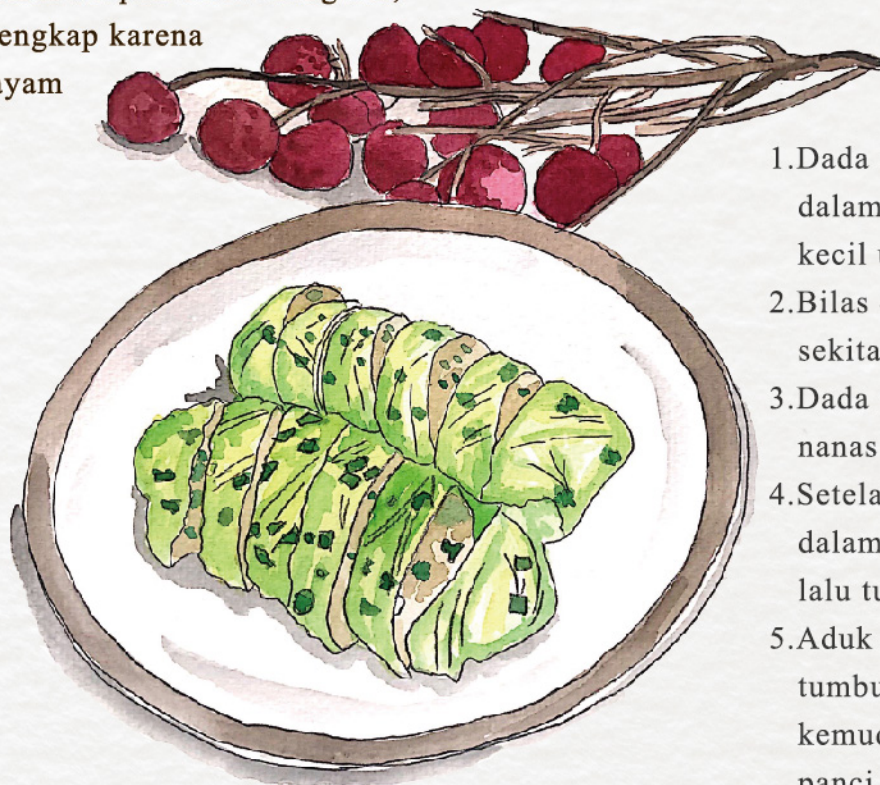 engkap karena
ayam
1.Dada
dalam
kecil
2.Bilas
sekita
3.Dada
nanas
4.Setela
dalam
lalu tu
5.Aduk
tumbu
kemud
panci